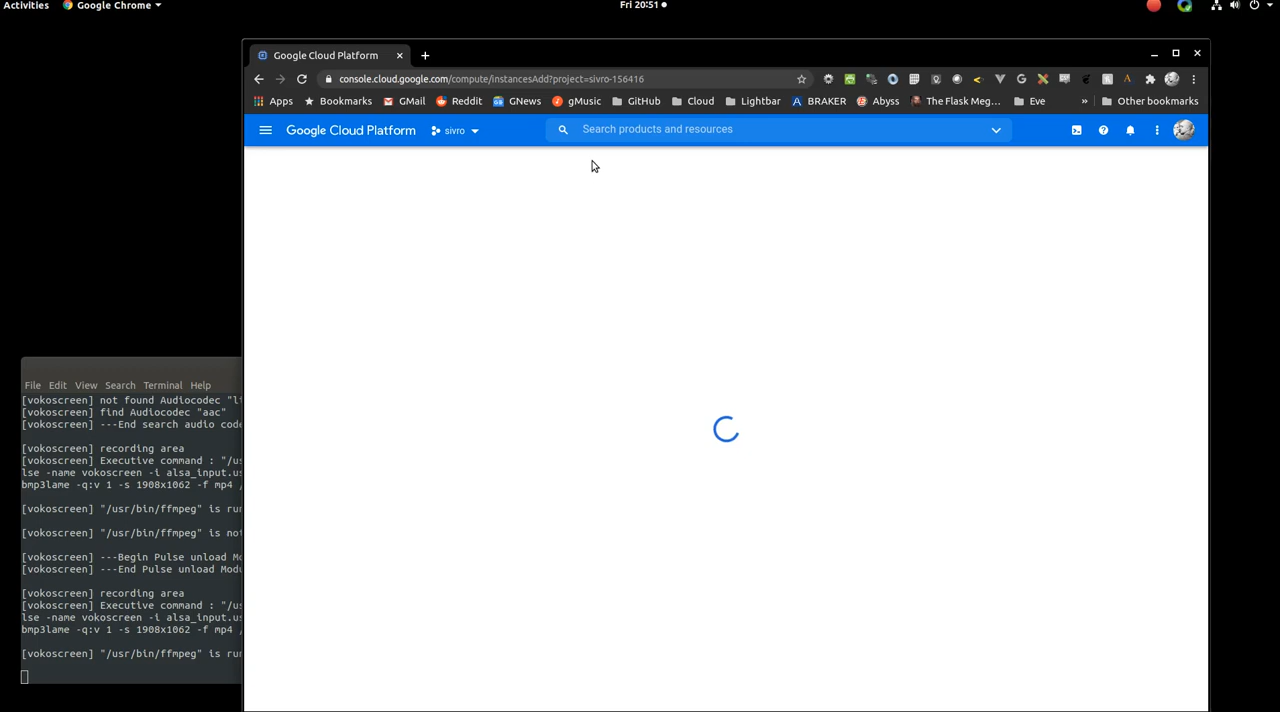 Activities
Google Chrome
Fri 20:51
Google Cloud Platform
console.cloud.google.com/compute/instancesAdd?project=sivro-156416
Apps Bookmarks GMail Reddit GNews gMusic GitHub Cloud Lightbar BRAKER Abyss The Flask Meg... Eve » Other bookmarks
Google Cloud Platform sivro Search products and resources
File Edit View Search Terminal Help
[vokoscreen] not found Audiocodec "li
[vokoscreen] find Audiocodec "aac"
[vokoscreen] ---End search audio code
[vokoscreen] recording area
[vokoscreen] Executive command : "/us
lse -name vokoscreen -i alsa_input.us
bmp3lame -q:v 1 -s 1908x1062 -f mp4 /
[vokoscreen] "/usr/bin/ffmpeg" is run
[vokoscreen] "/usr/bin/ffmpeg" is not
[vokoscreen] ---Begin Pulse unload Mo
[vokoscreen] ---End Pulse unload Modu
[vokoscreen] recording area
[vokoscreen] Executive command : "/us
lse -name vokoscreen -i alsa_input.us
bmp3lame -q:v 1 -s 1908x1062 -f mp4 /
[vokoscreen] "/usr/bin/ffmpeg" is run